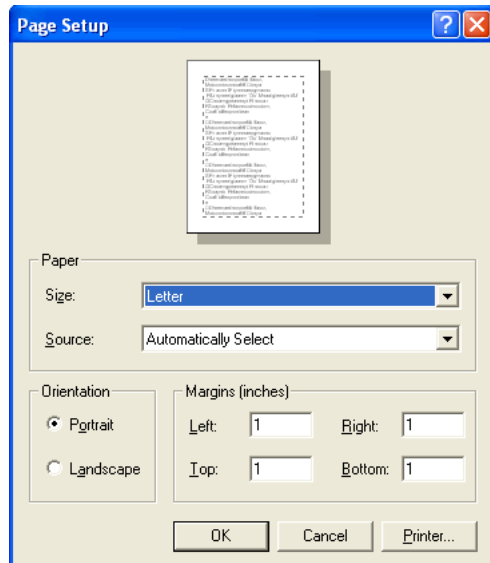 Page Setup
Paper
Size: Letter
Source: Automatically Select
Orientation
Portrait
Landscape
Margins (inches)
Left: 1 Right: 1
Top: 1 Bottom: 1
OK Cancel Printer...